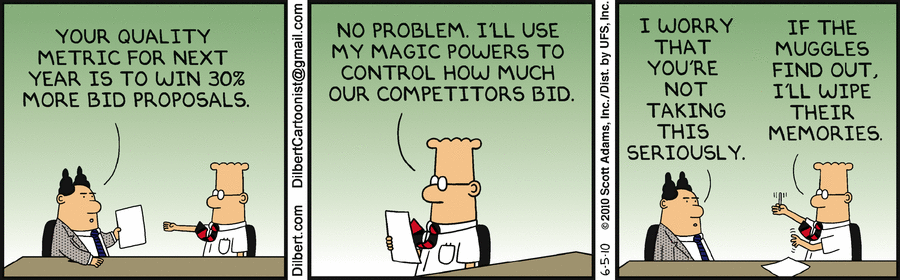 YOUR QUALITY
METRIC FOR NEXT
YEAR IS TO WIN 30%
MORE BID PROPOSALS.
Dilbert.com DilbertCartoonist@gmail.com
NO PROBLEM. I'LL USE
MY MAGIC POWERS TO
CONTROL HOW MUCH
OUR COMPETITORS BID.
6-5-10 © 2010 Scott Adams, Inc./Dist. by UFS, Inc.
I WORRY
THAT
YOU'RE
NOT
TAKING
THIS
SERIOUSLY.
IF THE
MUGGLES
FIND OUT,
I'LL WIPE
THEIR
MEMORIES.